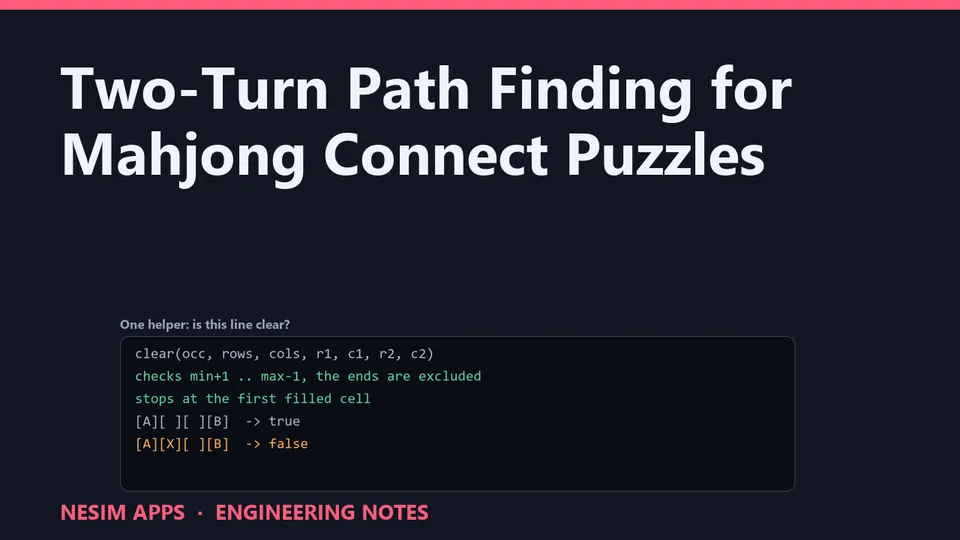 Two-Turn Path Finding for
Mahjong Connect Puzzles
One helper: is this line clear?
clear(occ, rows, cols, r1, c1, r2, c2)
checks min+1 .. max-1, the ends are excluded
stops at the first filled cell
[A][ ][ ][B]  -> true
[A][X][ ][B]  -> false
NESIM APPS · ENGINEERING NOTES